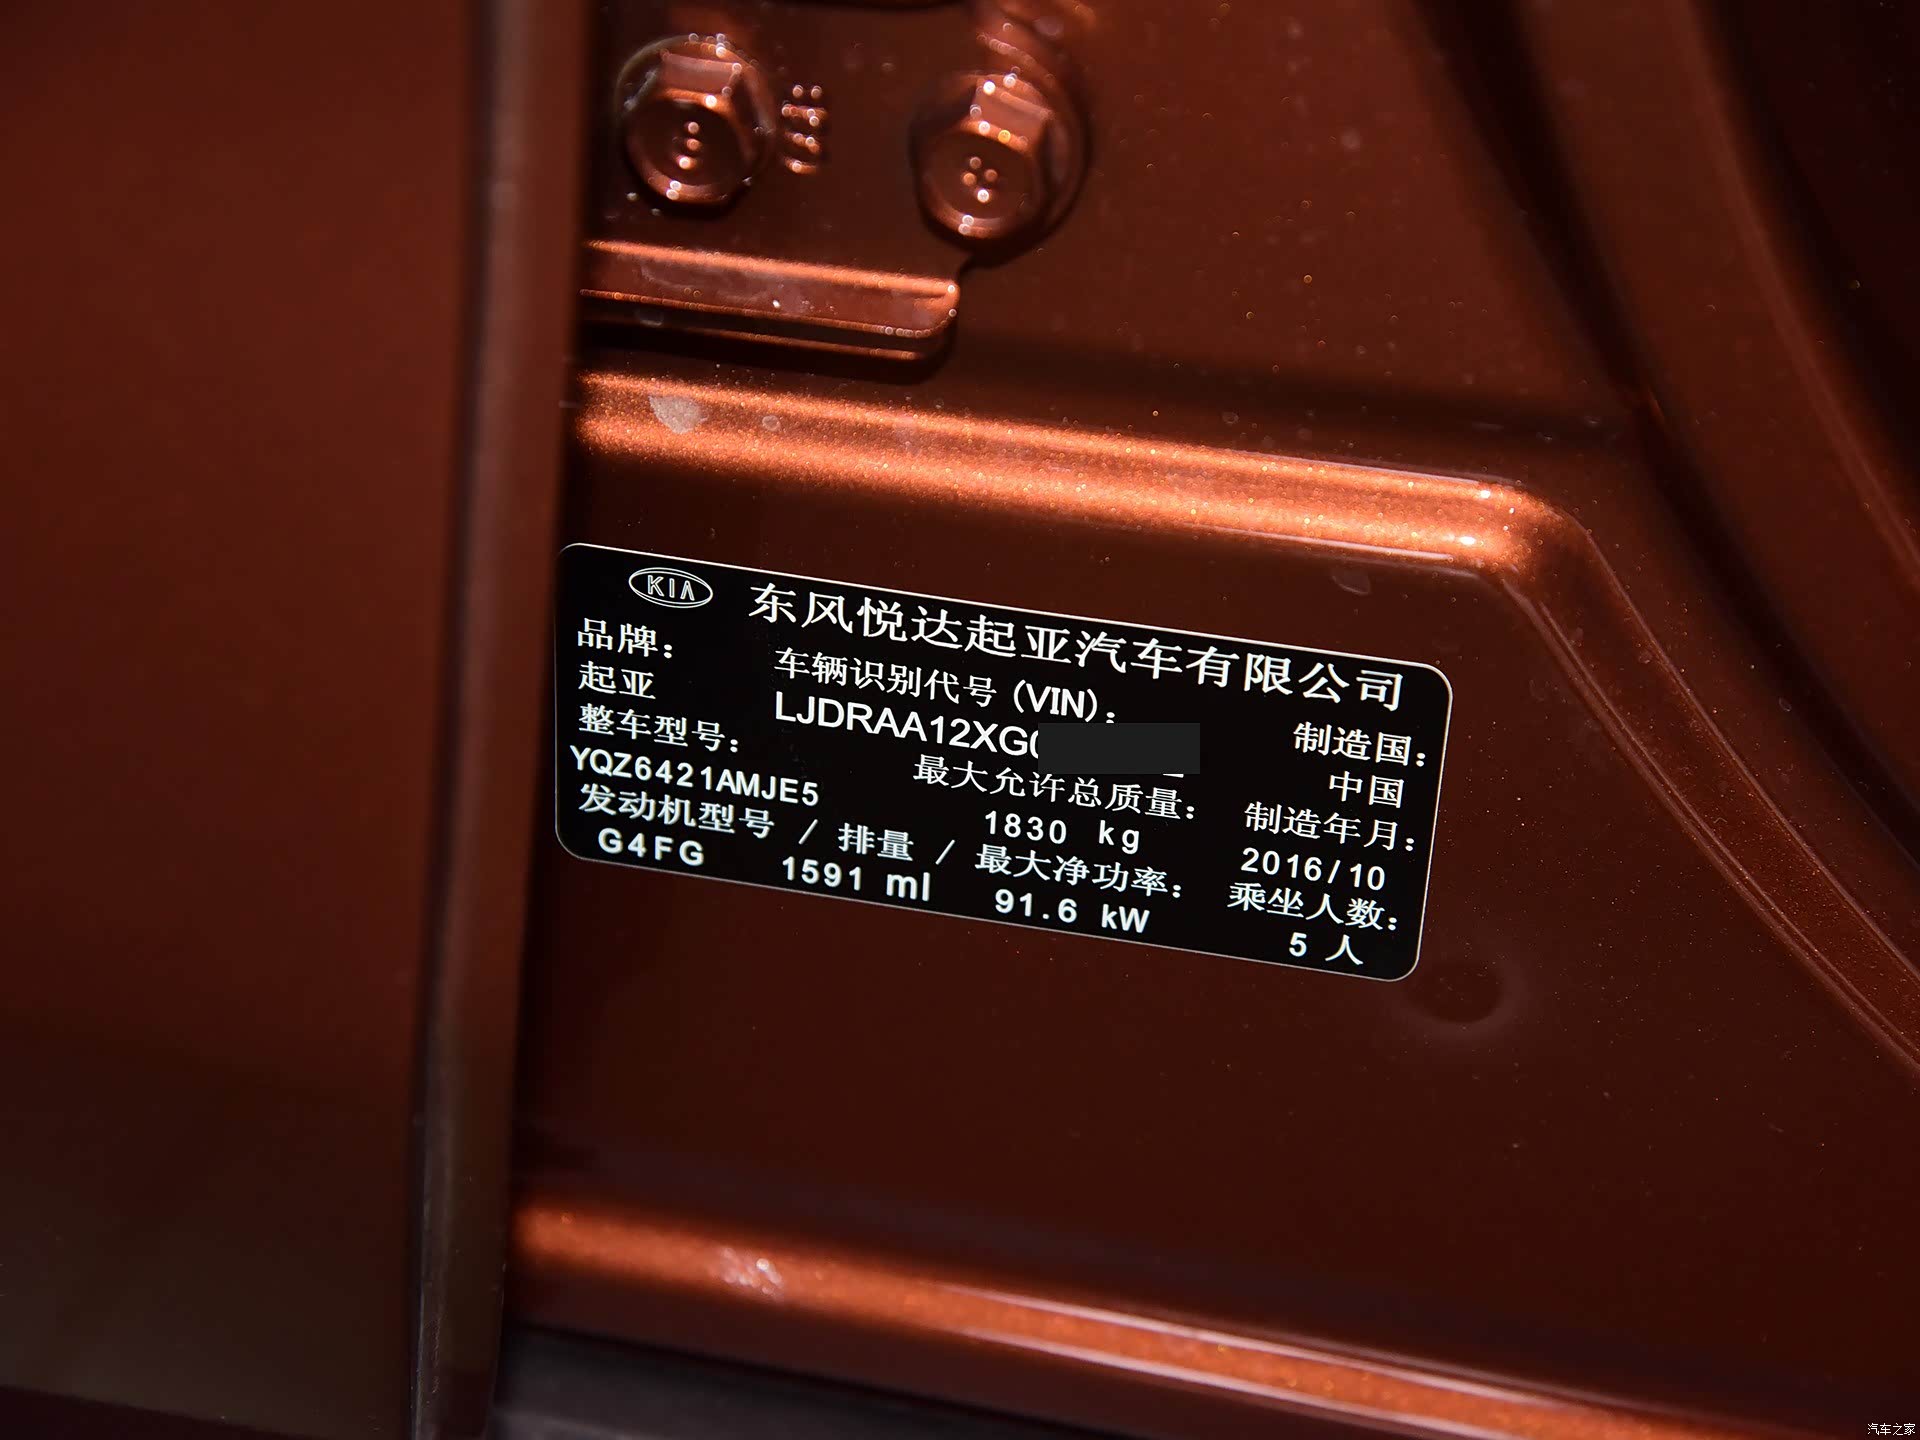 KIA 东风悦达起亚汽车有限公司
品牌： 车辆识别代号 (VIN)： 制造国：
起亚 LJDRAA12XG0 中国
整车型号： 最大允许总质量： 制造年月：
YQZ6421AMJE5 1830 kg 2016/10
发动机型号 / 排量 / 最大净功率： 乘坐人数：
G4FG 1591 ml 91.6 kW 5 人
汽车之家